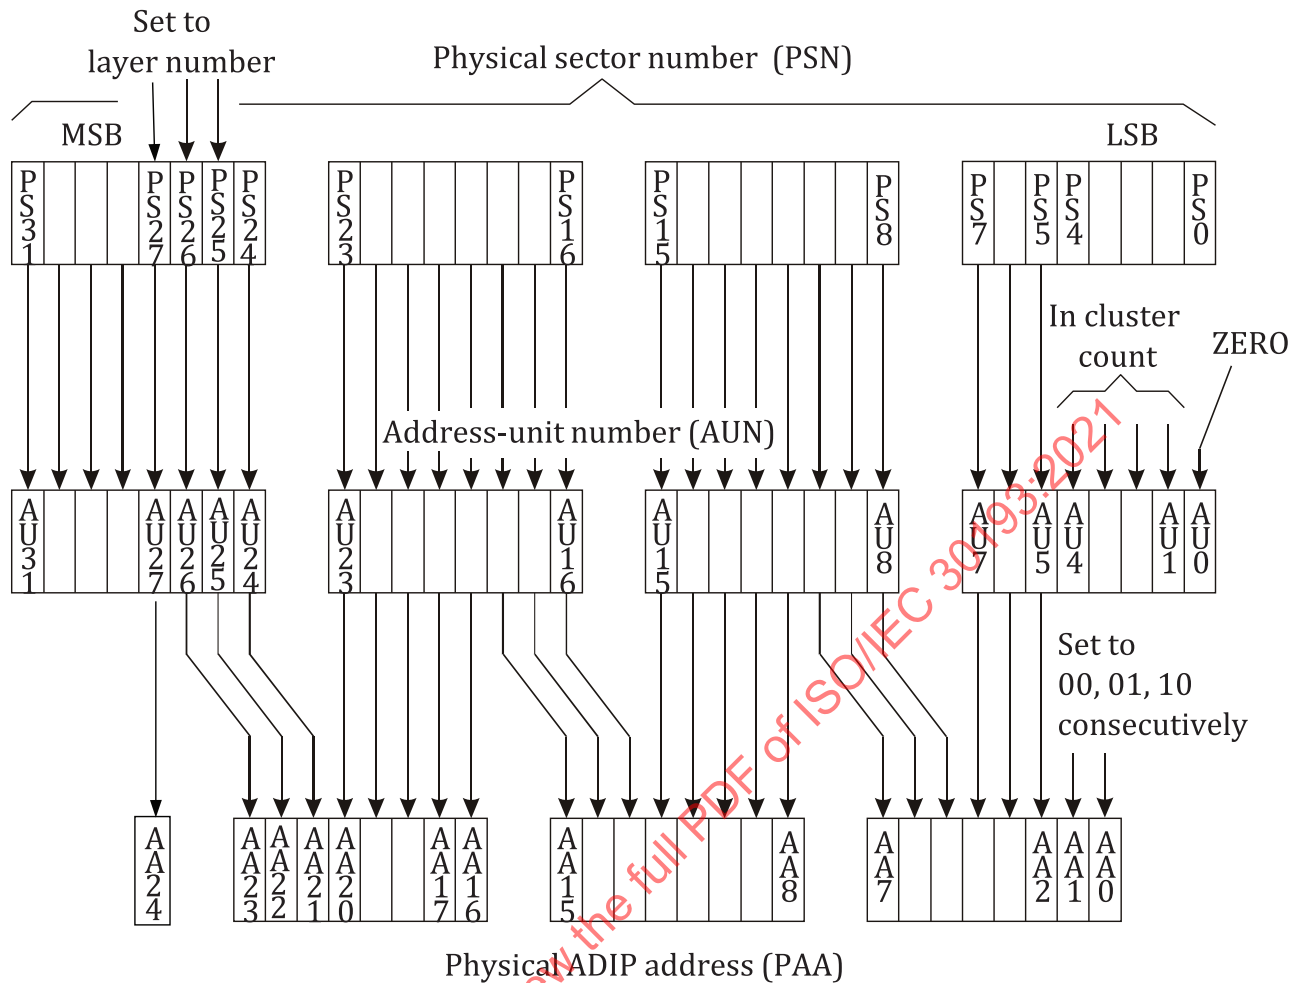 Set to
layer number
Physical sector number (PSN)
MSB
LSB
PS31 PS27 PS26 PS25 PS24 PS23 PS16 PS15 PS8 PS7 PS5 PS4 PS0
In cluster
count
ZERO
Address-unit number (AUN)
AU31 AU27 AU26 AU25 AU24 AU23 AU16 AU15 AU8 AU7 AU5 AU4 AU1 AU0
Set to
00, 01, 10
consecutively
AA24 AA23 AA22 AA21 AA20 AA17 AA16 AA15 AA8 AA7 AA2 AA1 AA0
Physical ADIP address (PAA)
the full PDF of ISO/IEC 30193:2021